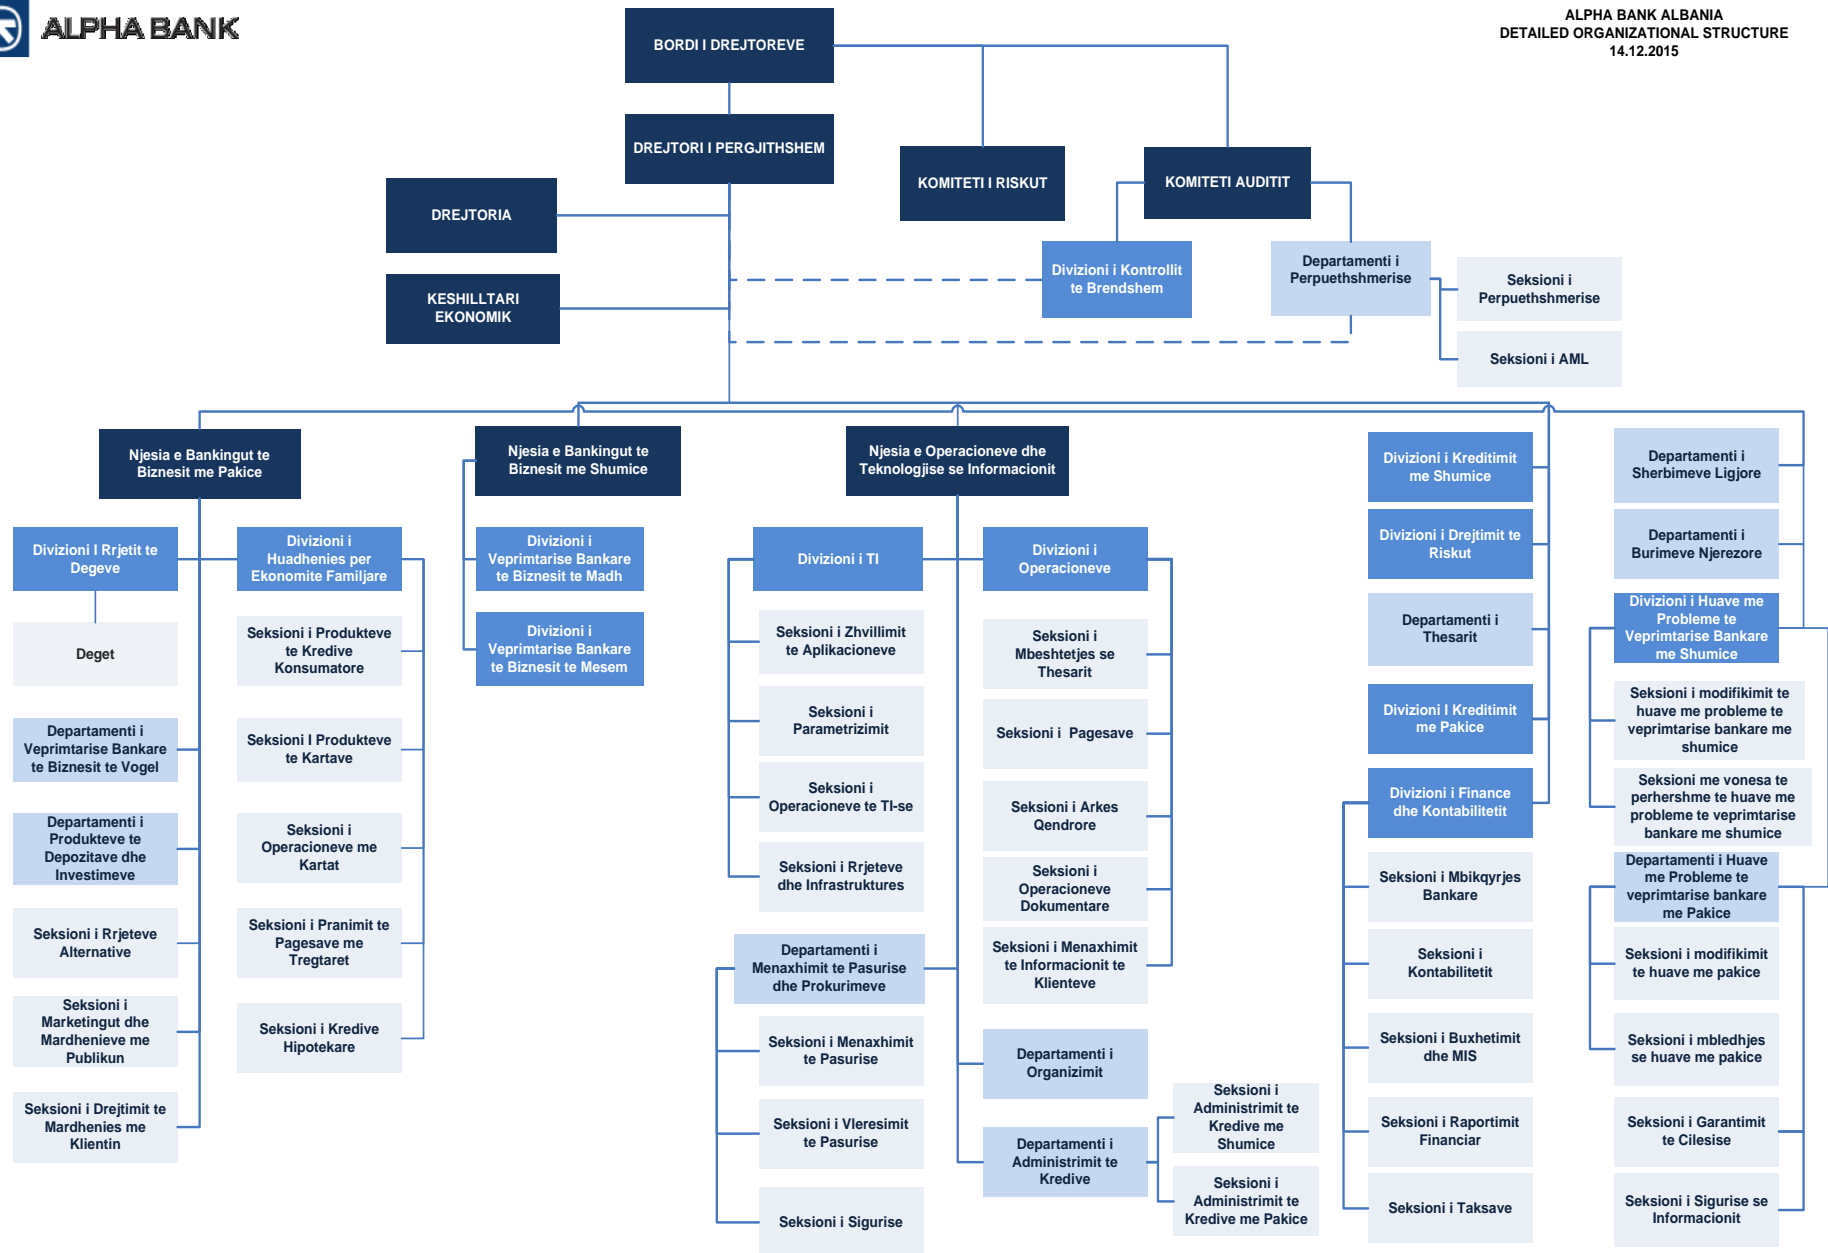 ALPHA BANK
ALPHA BANK ALBANIA
DETAILED ORGANIZATIONAL STRUCTURE
14.12.2015
BORDI I DREJTOREVE
DREJTORI I PERGJITHSHEM
KOMITETI I RISKUT
KOMITETI AUDITIT
DREJTORIA
KESHILLTARI
EKONOMIK
Divizioni i Kontrollit
te Brendshem
Departamenti i
Perpuethshmerise
Seksioni i
Perpuethshmerise
Seksioni i AML
Njesia e Bankingut te
Biznesit me Pakice
Njesia e Bankingut te
Biznesit me Shumice
Njesia e Operacioneve dhe
Teknologjise se Informacionit
Divizioni I Rrjetit te
Degeve
Deget
Departamenti i
Veprimtarise Bankare
te Biznesit te Vogel
Departamenti i
Produkteve te
Depozitave dhe
Investimeve
Seksioni i Rrjeteve
Alternative
Seksioni i
Marketingut dhe
Mardhenieve me
Publikun
Seksioni i Drejtimit te
Mardhenies me
Klientin
Divizioni i
Huadhenies per
Ekonomite Familjare
Seksioni i Produkteve
te Kredive
Konsumatore
Seksioni I Produkteve
te Kartave
Seksioni i
Operacioneve me
Kartat
Seksioni i Pranimit te
Pagesave me
Tregtaret
Seksioni i Kredive
Hipotekare
Divizioni i
Veprimtarise Bankare
te Biznesit te Madh
Divizioni i
Veprimtarise Bankare
te Biznesit te Mesem
Divizioni i TI
Seksioni i Zhvillimit
te Aplikacioneve
Seksioni i
Parametrizimit
Seksioni i
Operacioneve te TI-se
Seksioni i Rrjeteve
dhe Infrastruktures
Departamenti i
Menaxhimit te Pasurise
dhe Prokurimeve
Seksioni i Menaxhimit
te Pasurise
Seksioni i Vleresimit
te Pasurise
Seksioni i Sigurise
Divizioni i
Operacioneve
Seksioni i
Mbeshtetjes se
Thesarit
Seksioni i  Pagesave
Seksioni i Arkes
Qendrore
Seksioni i
Operacioneve
Dokumentare
Seksioni i Menaxhimit
te Informacionit te
Klienteve
Departamenti i
Organizimit
Departamenti i
Administrimit te
Kredive
Seksioni i
Administrimit te
Kredive me
Shumice
Seksioni i
Administrimit te
Kredive me Pakice
Divizioni i Kreditimit
me Shumice
Divizioni i Drejtimit te
Riskut
Departamenti i
Thesarit
Divizioni I Kreditimit
me Pakice
Divizioni i Finance
dhe Kontabilitetit
Seksioni i Mbikqyrjes
Bankare
Seksioni i
Kontabilitetit
Seksioni i Buxhetimit
dhe MIS
Seksioni i Raportimit
Financiar
Seksioni i Taksave
Departamenti i
Sherbimeve Ligjore
Departamenti i
Burimeve Njerezore
Divizioni i Huave me
Probleme te
Veprimtarise Bankare
me Shumice
Seksioni i modifikimit te
huave me probleme te
veprimtarise bankare me
shumice
Seksioni me vonesa te
perhershme te huave me
probleme te veprimtarise
bankare me shumice
Departamenti i Huave
me Probleme te
veprimtarise bankare
me Pakice
Seksioni i modifikimit
te huave me pakice
Seksioni i mbledhjes
se huave me pakice
Seksioni i Garantimit
te Cilesise
Seksioni i Sigurise se
Informacionit